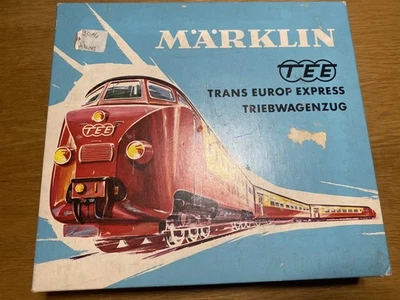 MÄRKLIN
TEE
TRANS EUROP EXPRESS
TRIEBWAGENZUG
TEE